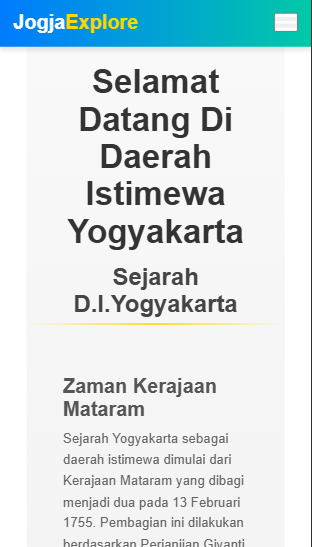 JogjaExplore
Selamat
Datang Di
Daerah
Istimewa
Yogyakarta
Sejarah
D.I.Yogyakarta
Zaman Kerajaan
Mataram
Sejarah Yogyakarta sebagai
daerah istimewa dimulai dari
Kerajaan Mataram yang dibagi
menjadi dua pada 13 Februari
1755. Pembagian ini dilakukan
berdasarkan Perjanjian Giyanti